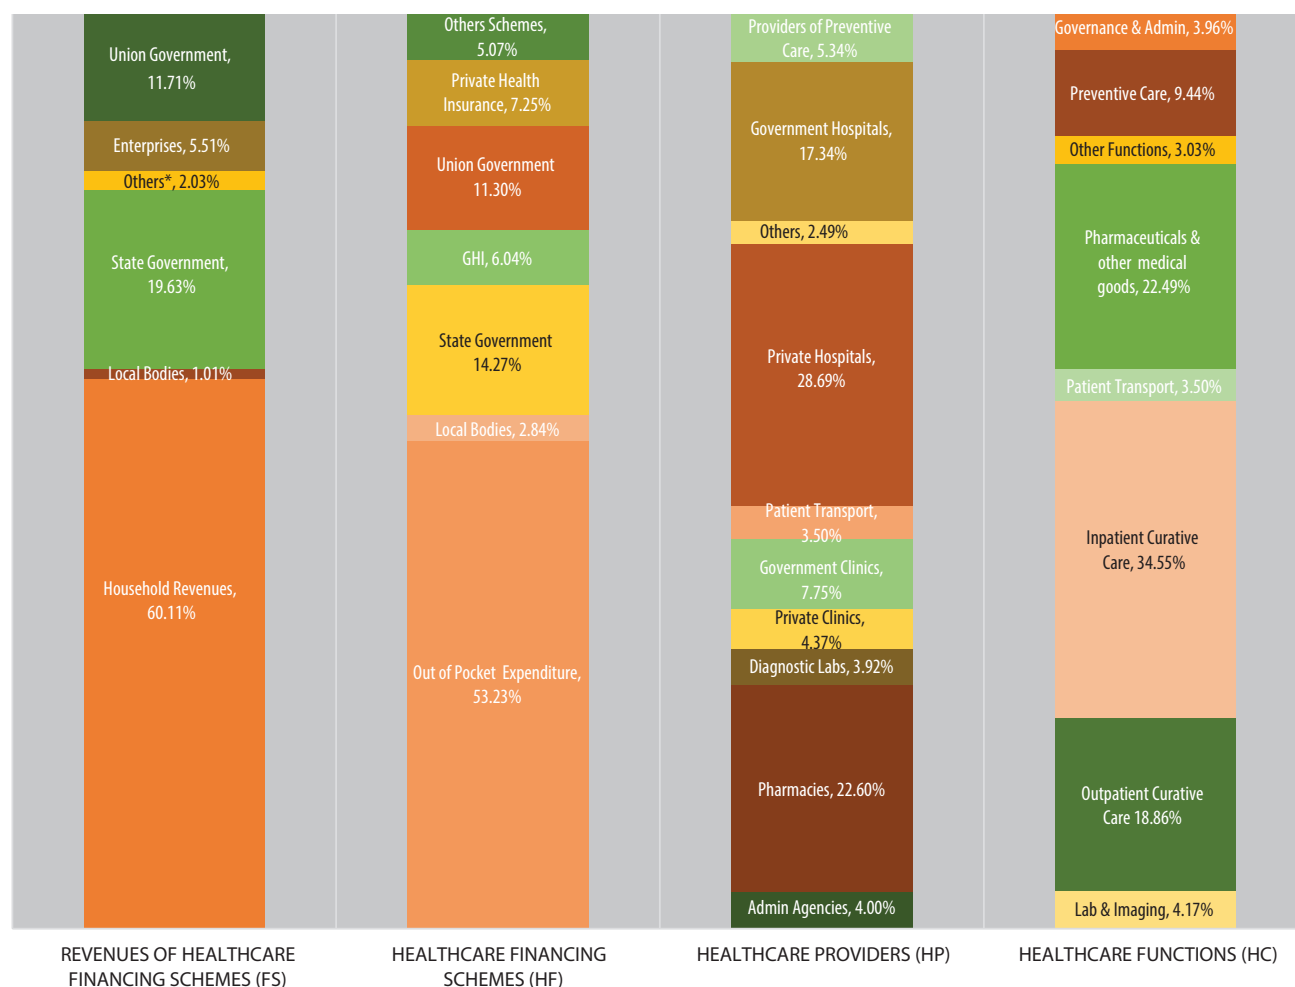 Union Government,
11.71%
Enterprises, 5.51%
Others*, 2.03%
State Government,
19.63%
Local Bodies, 1.01%
Household Revenues,
60.11%
REVENUES OF HEALTHCARE
FINANCING SCHEMES (FS)
Others Schemes,
5.07%
Private Health
Insurance, 7.25%
Union Government
11.30%
GHI, 6.04%
State Government
14.27%
Local Bodies, 2.84%
Out of Pocket Expenditure,
53.23%
HEALTHCARE FINANCING
SCHEMES (HF)
Providers of Preventive
Care, 5.34%
Government Hospitals,
17.34%
Others, 2.49%
Private Hospitals,
28.69%
Patient Transport,
3.50%
Government Clinics,
7.75%
Private Clinics,
4.37%
Diagnostic Labs, 3.92%
Pharmacies, 22.60%
Admin Agencies, 4.00%
HEALTHCARE PROVIDERS (HP)
Governance & Admin, 3.96%
Preventive Care, 9.44%
Other Functions, 3.03%
Pharmaceuticals &
other medical
goods, 22.49%
Patient Transport, 3.50%
Inpatient Curative
Care, 34.55%
Outpatient Curative
Care 18.86%
Lab & Imaging, 4.17%
HEALTHCARE FUNCTIONS (HC)